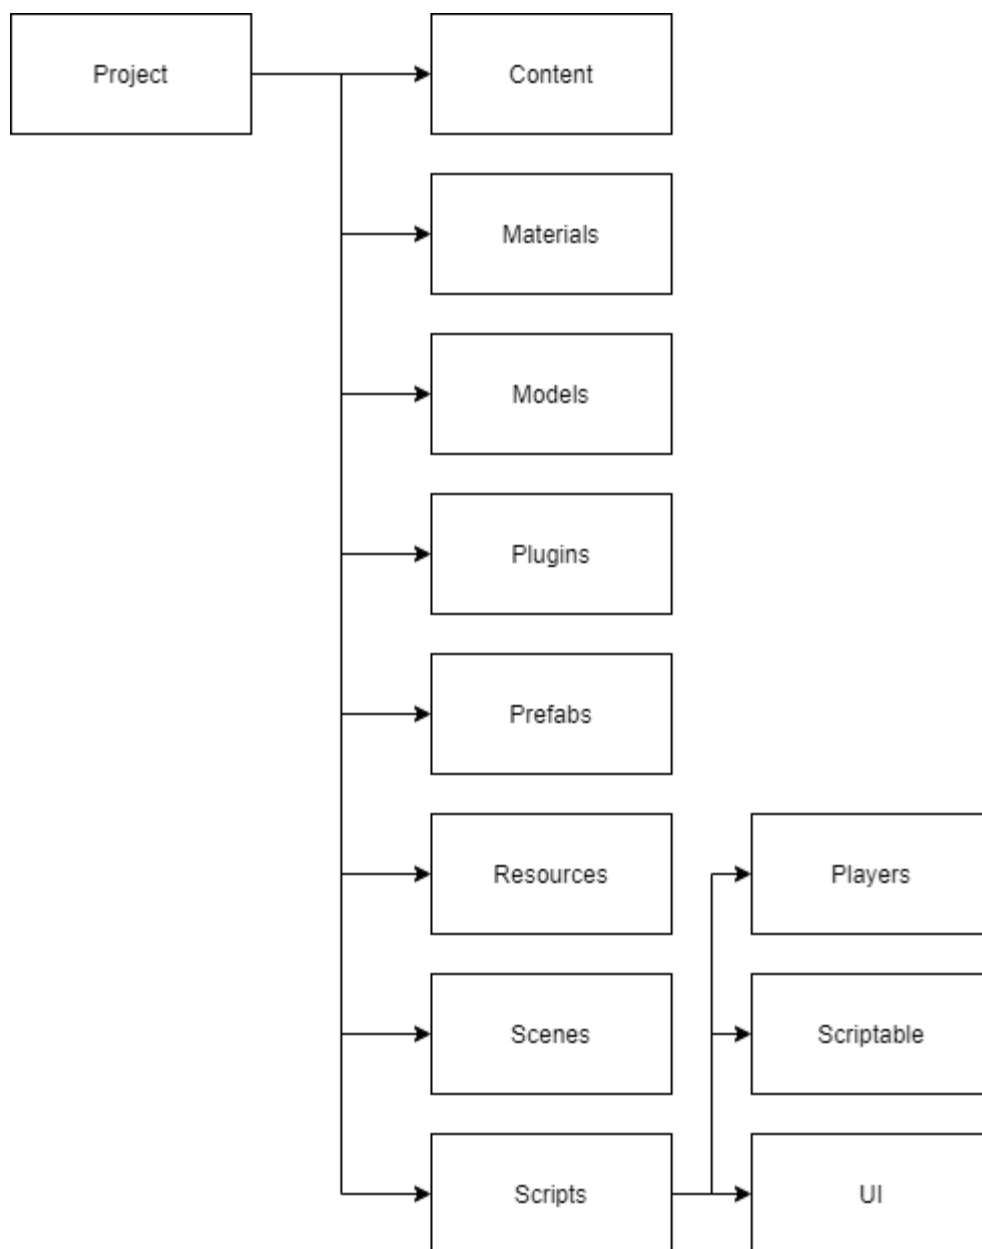 Project
Content
Materials
Models
Plugins
Prefabs
Resources
Players
Scenes
Scriptable
Scripts
UI